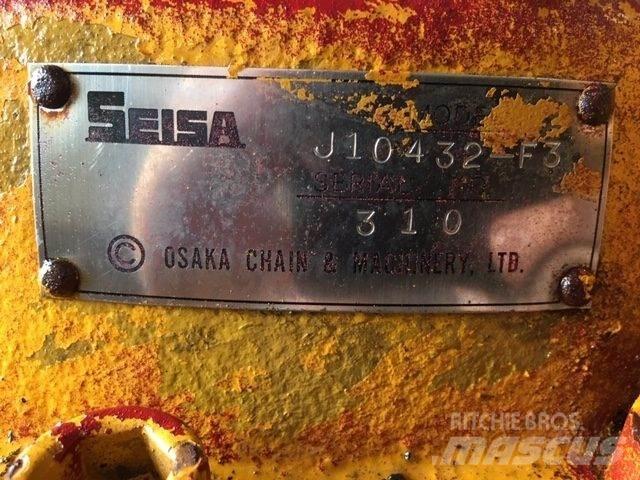 SEISA
MODEL
J10432-F3
SERIAL NO
310
© OSAKA CHAIN & MACHINERY, LTD.
RITCHIE BROS.
MASCUS